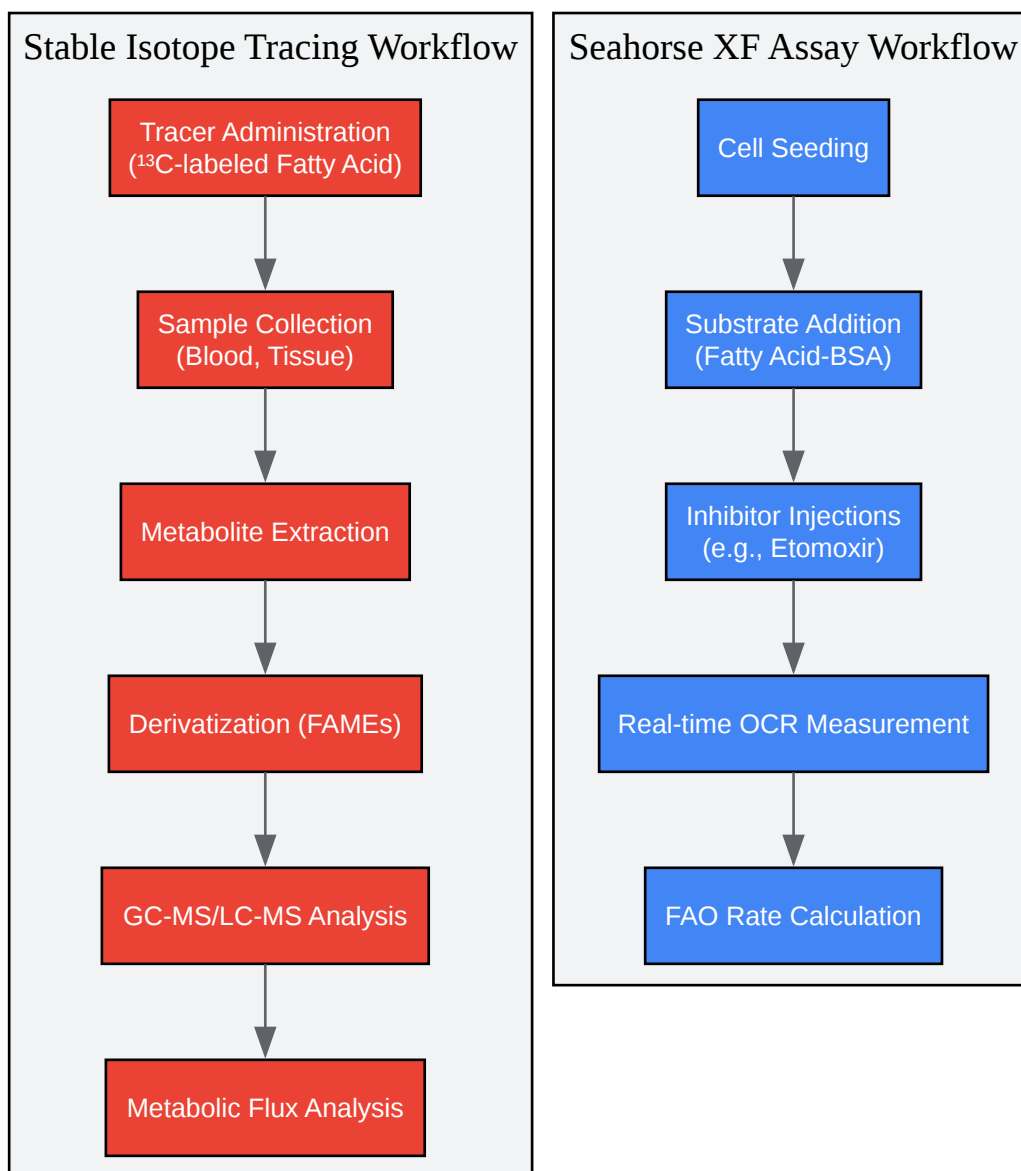 Stable Isotope Tracing Workflow
Tracer Administration
(¹³C-labeled Fatty Acid)
Sample Collection
(Blood, Tissue)
Metabolite Extraction
Derivatization (FAMEs)
GC-MS/LC-MS Analysis
Metabolic Flux Analysis
Seahorse XF Assay Workflow
Cell Seeding
Substrate Addition
(Fatty Acid-BSA)
Inhibitor Injections
(e.g., Etomoxir)
Real-time OCR Measurement
FAO Rate Calculation